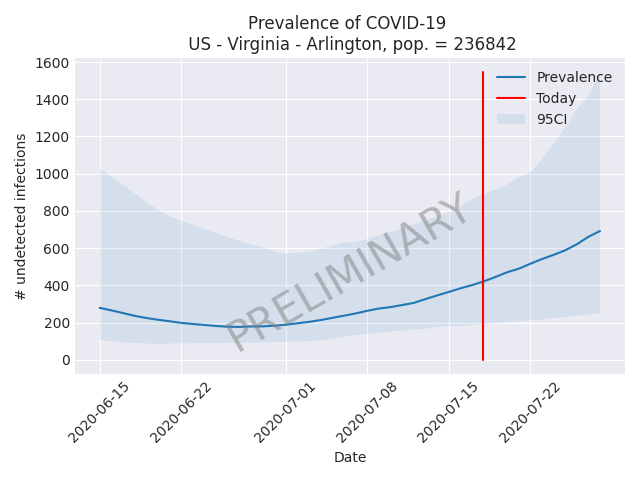 Prevalence of COVID-19
US - Virginia - Arlington, pop. = 236842
# undetected infections
1600
1400
1200
1000
800
600
400
200
0
Prevalence
Today
95CI
PRELIMINARY
2020-06-15
2020-06-22
2020-07-01
2020-07-08
2020-07-15
2020-07-22
Date